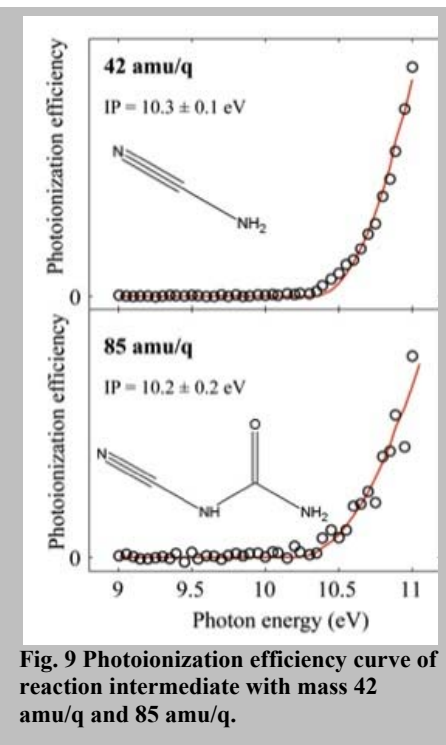 Photoionization efficiency
42 amu/q
IP = 10.3 ± 0.1 eV
N
NH2
0
Photoionization efficiency
85 amu/q
IP = 10.2 ± 0.2 eV
O
N
NH
NH2
0
9 9.5 10 10.5 11
Photon energy (eV)
Fig. 9 Photoionization efficiency curve of
reaction intermediate with mass 42
amu/q and 85 amu/q.